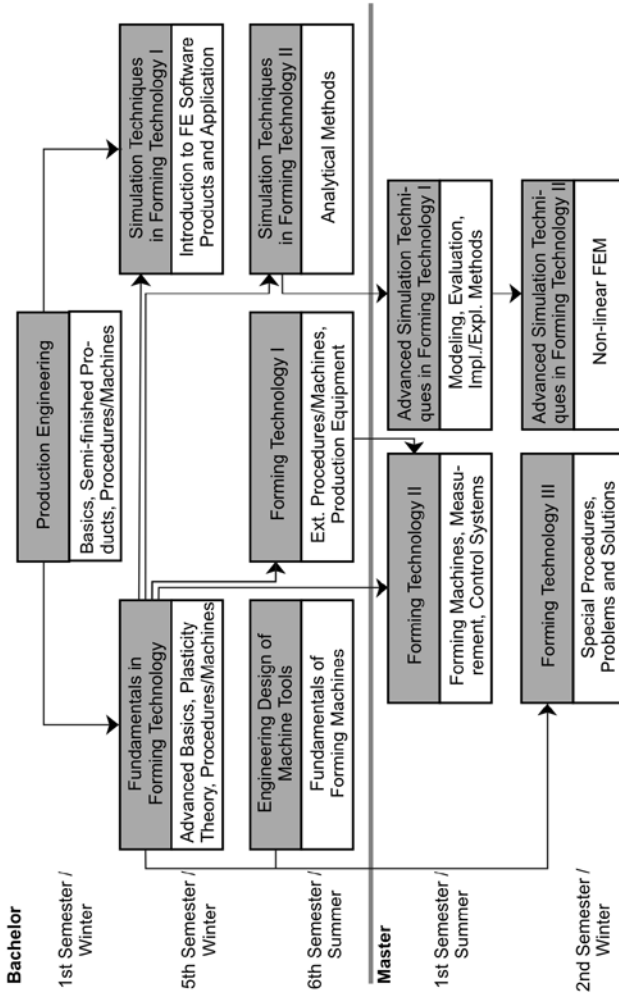 Bachelor
1st Semester /
Winter
Production Engineering
Basics, Semi-finished Pro-
ducts, Procedures/Machines
5th Semester /
Winter
Fundamentals in
Forming Technology
Advanced Basics, Plasticity
Theory, Procedures/Machines
Simulation Techniques
in Forming Technology I
Introduction to FE Software
Products and Application
6th Semester /
Summer
Engineering Design of
Machine Tools
Fundamentals of
Forming Machines
Forming Technology I
Ext. Procedures/Machines,
Production Equipment
Simulation Techniques
in Forming Technology II
Analytical Methods
Master
1st Semester /
Summer
Forming Technology II
Forming Machines, Measu-
rement, Control Systems
Advanced Simulation Techni-
ques in Forming Technology I
Modeling, Evaluation,
Impl./Expl. Methods
2nd Semester /
Winter
Forming Technology III
Special Procedures,
Problems and Solutions
Advanced Simulation Techni-
ques in Forming Technology II
Non-linear FEM